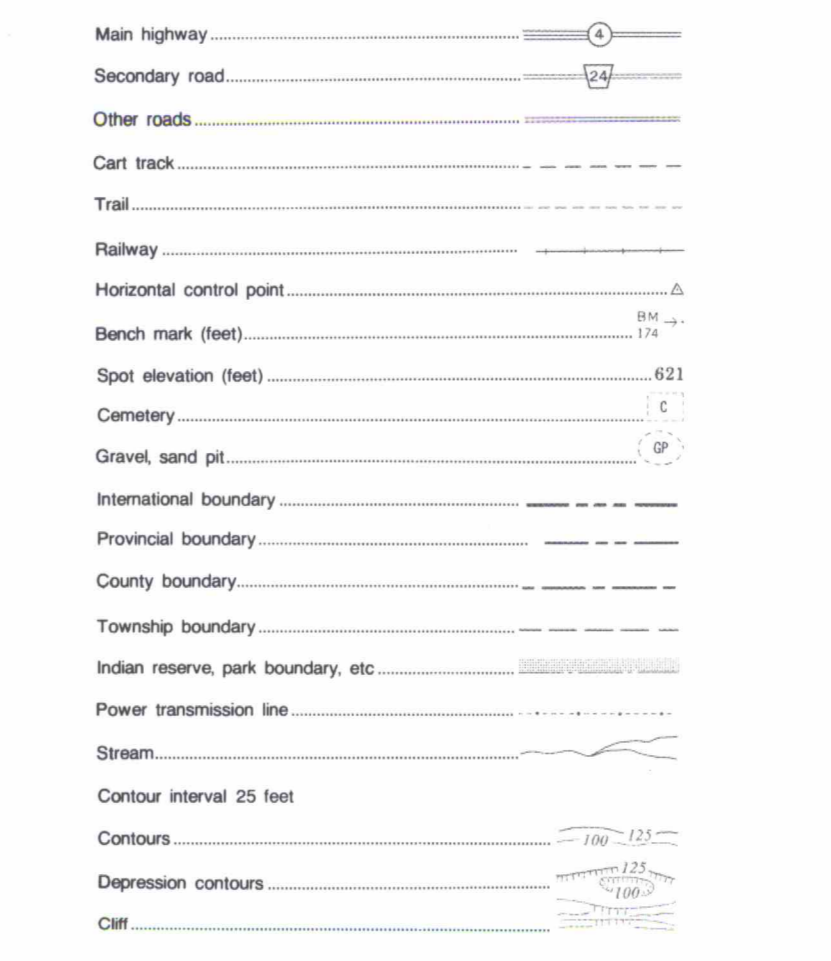 Main highway 4
Secondary road 24
Other roads
Cart track
Trail
Railway
Horizontal control point
Bench mark (feet) BM 174
Spot elevation (feet) 621
Cemetery C
Gravel, sand pit GP
International boundary
Provincial boundary
County boundary
Township boundary
Indian reserve, park boundary, etc
Power transmission line
Stream
Contour interval 25 feet
Contours 100 125
Depression contours 125 100
Cliff